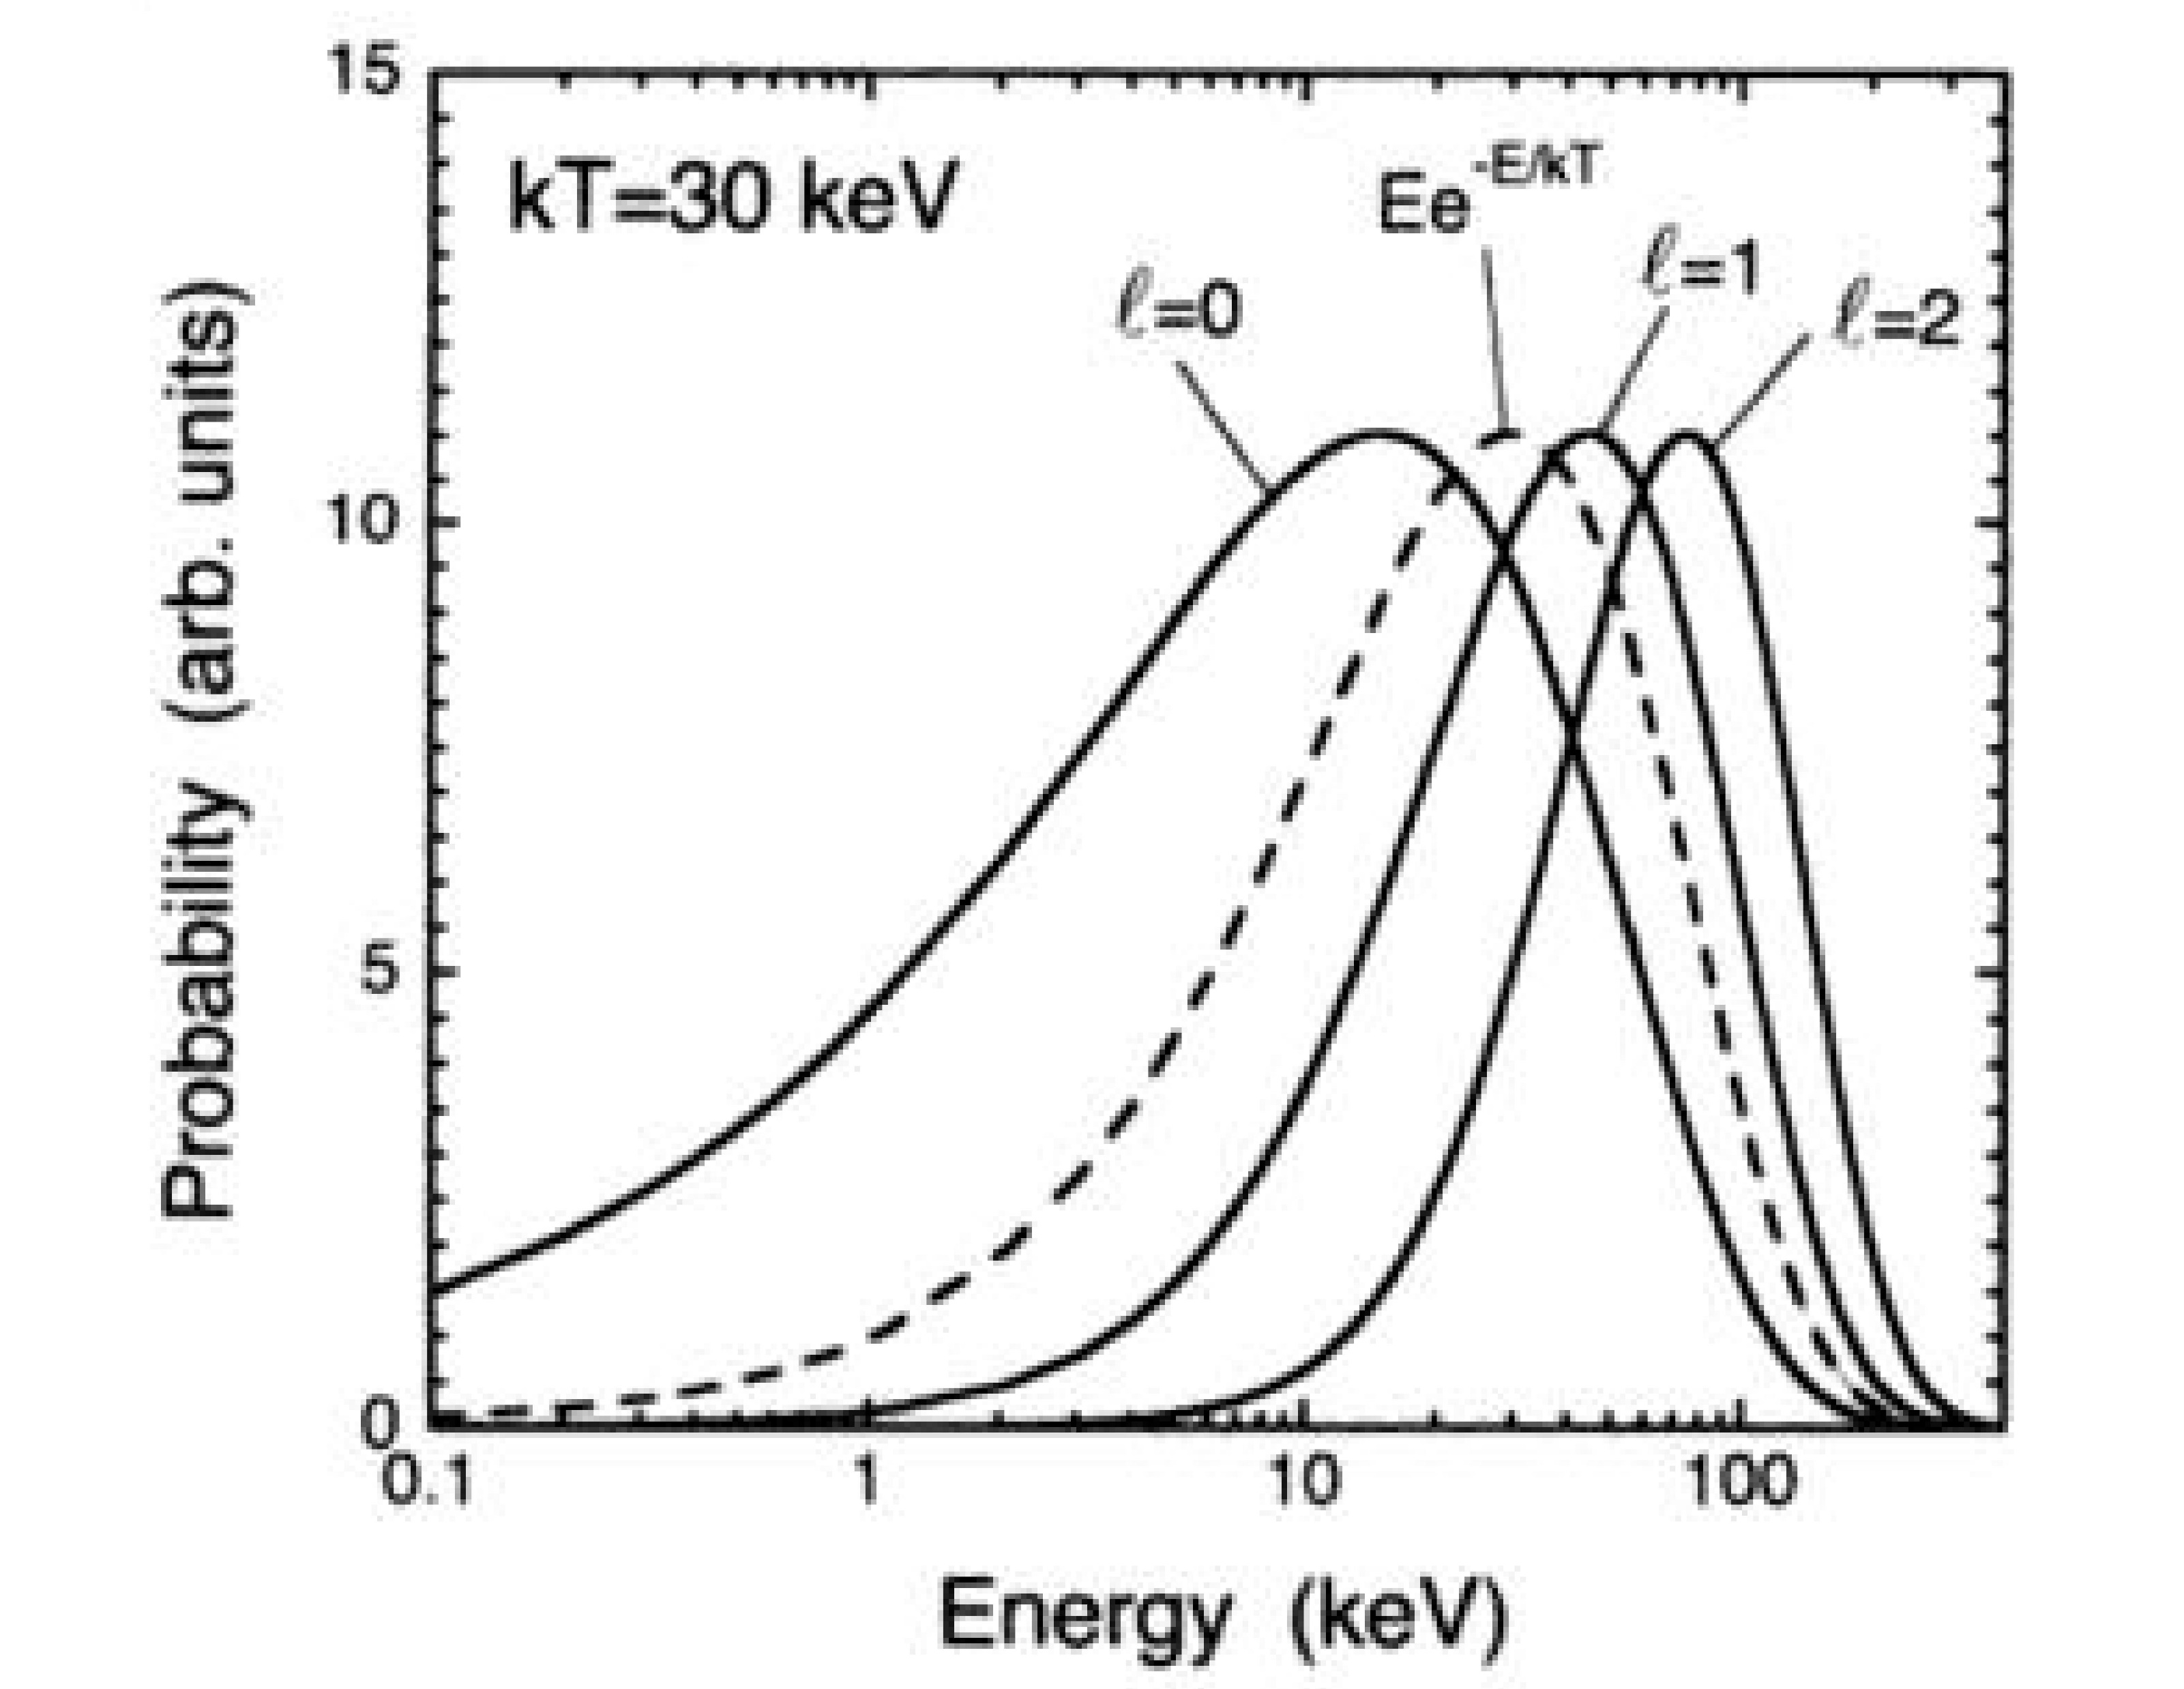 15
kT=30 keV
Ee^-E/kT
ℓ=1
ℓ=0
ℓ=2
10
5
0
0.1
1
10
100
Probability (arb. units)
Energy (keV)